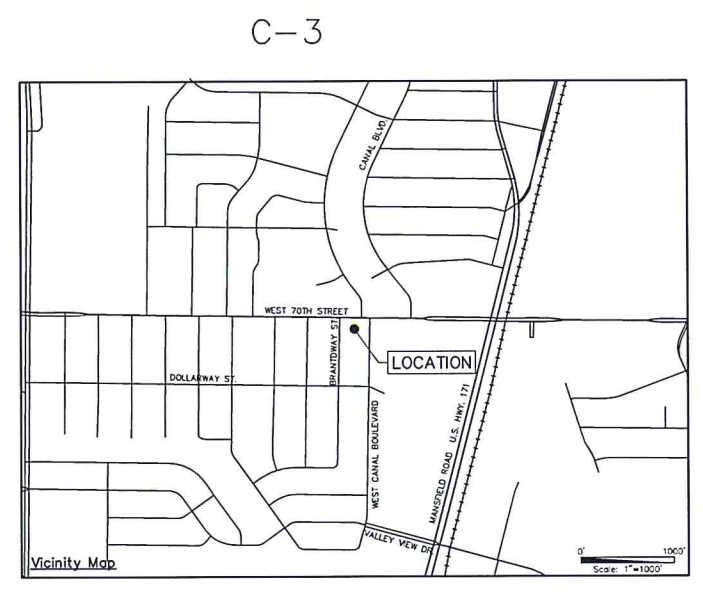 C-3
CANAL BLVD.
WEST 70TH STREET
BRANTDWAY ST.
LOCATION
DOLLARWAY ST.
WEST CANAL BOULEVARD
MANSFIELD ROAD U.S. HWY. 171
VALLEY VIEW DR.
Vicinity Map
0' 1000'
Scale: 1"=1000'